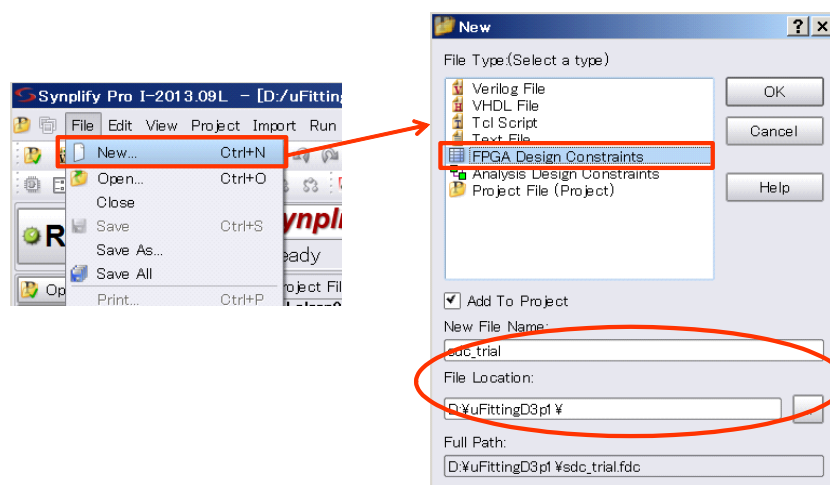 Synplify Pro I-2013.09L - [D:/uFittin
File Edit View Project Import Run
New... Ctrl+N
Open... Ctrl+O
Close
Save Ctrl+S
Save As...
Save All
Print... Ctrl+P
R
ynpli
eady
Op
roject Fil
New
File Type:(Select a type)
Verilog File
VHDL File
Tcl Script
Text File
FPGA Design Constraints
Analysis Design Constraints
Project File (Project)
OK
Cancel
Help
Add To Project
New File Name:
sdc_trial
File Location:
D:¥uFittingD3p1¥
Full Path:
D:¥uFittingD3p1¥sdc_trial.fdc